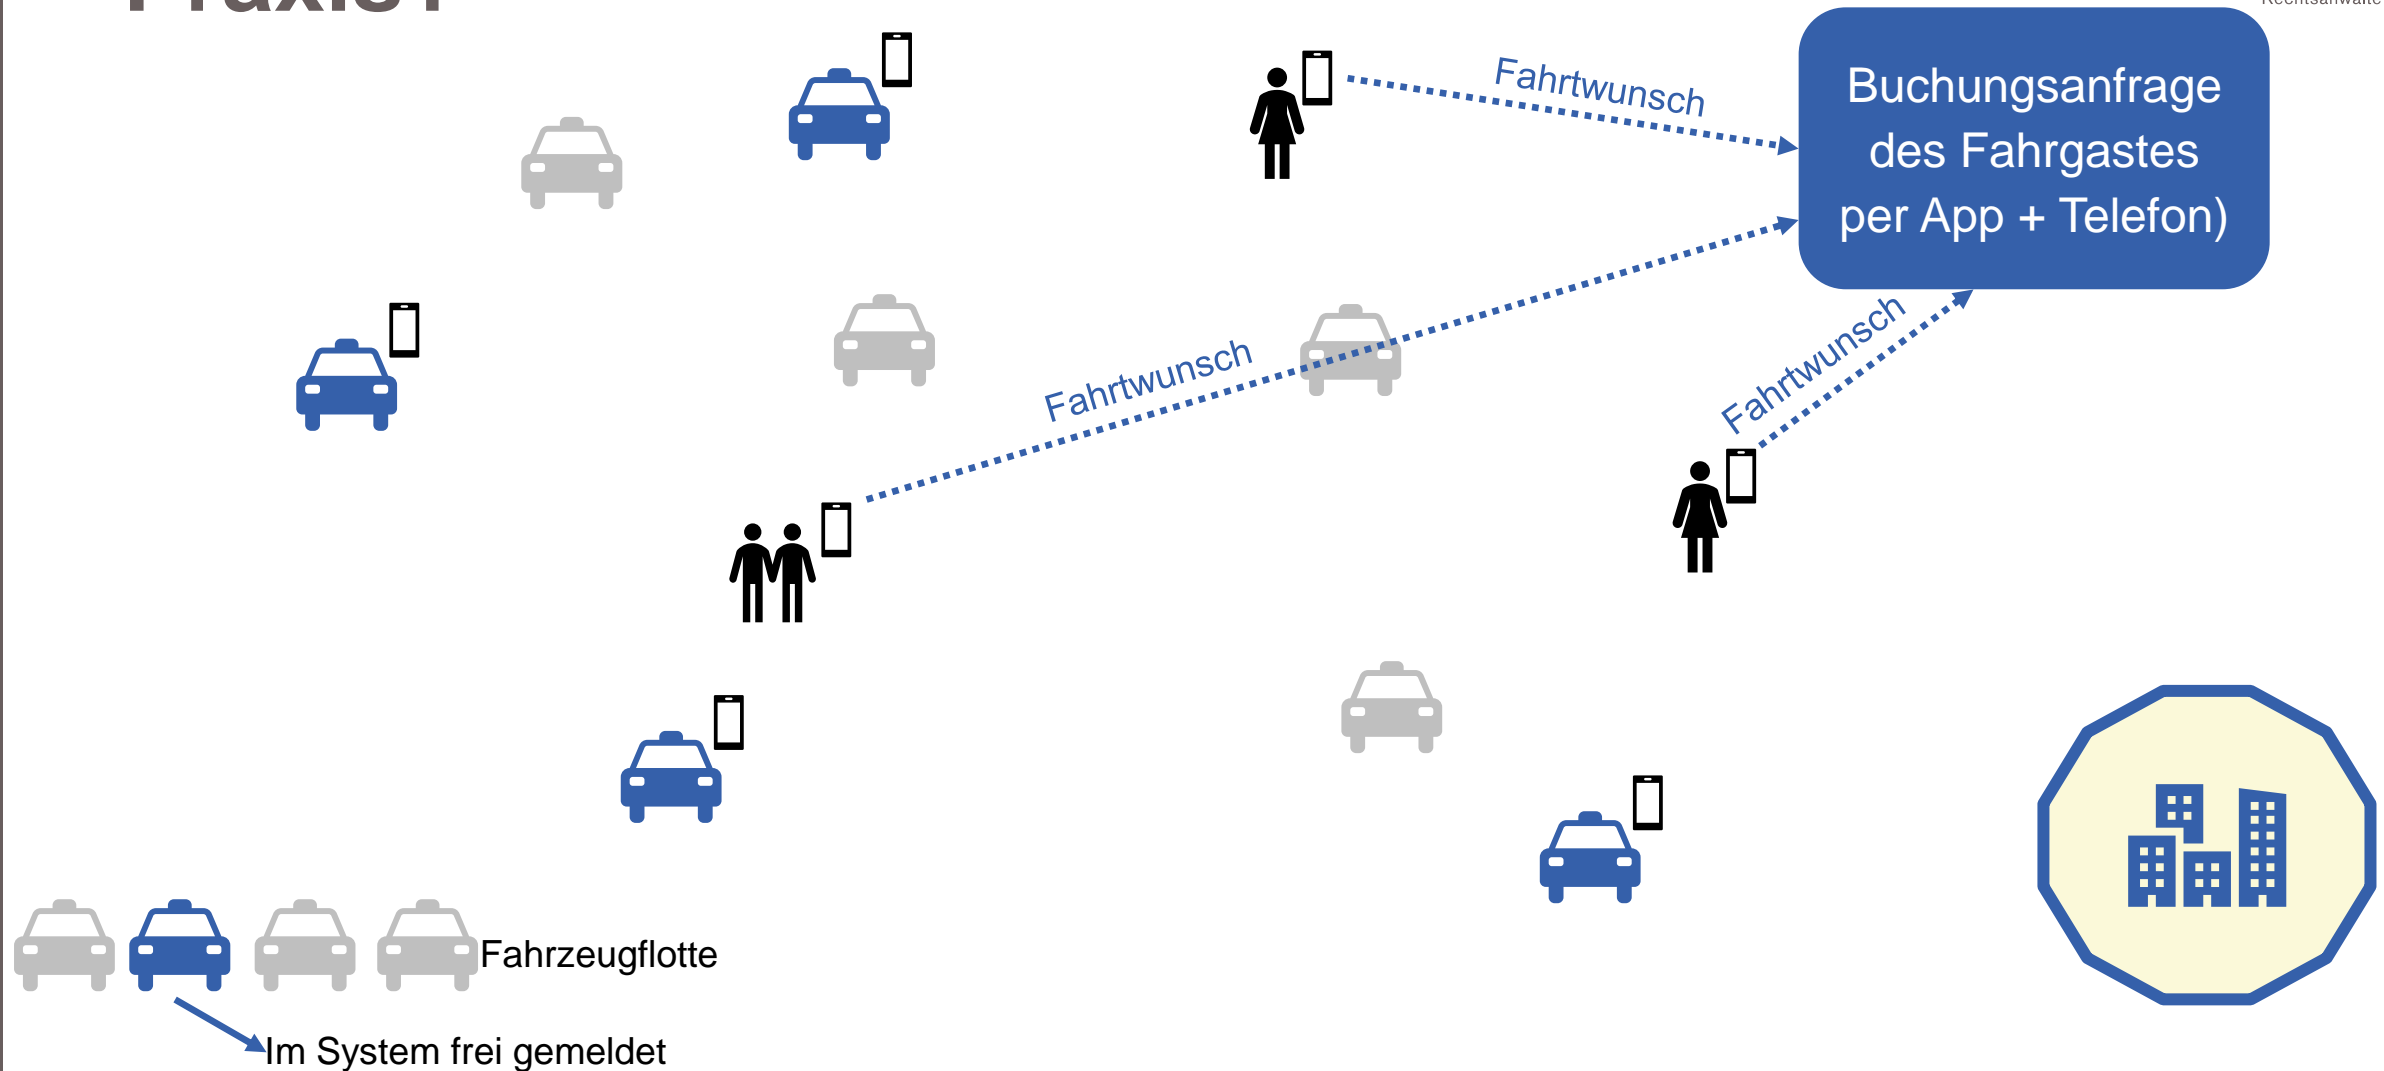 Fahrtwunsch
Buchungsanfrage
des Fahrgastes
per App + Telefon)
Fahrtwunsch
Fahrtwunsch
Fahrzeugflotte
Im System frei gemeldet